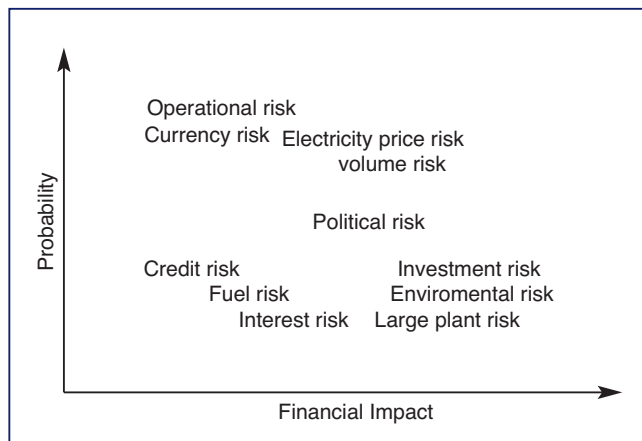 Operational risk
Currency risk
Electricity price risk
volume risk
Political risk
Credit risk
Investment risk
Fuel risk
Enviromental risk
Interest risk
Large plant risk
Probability
Financial Impact